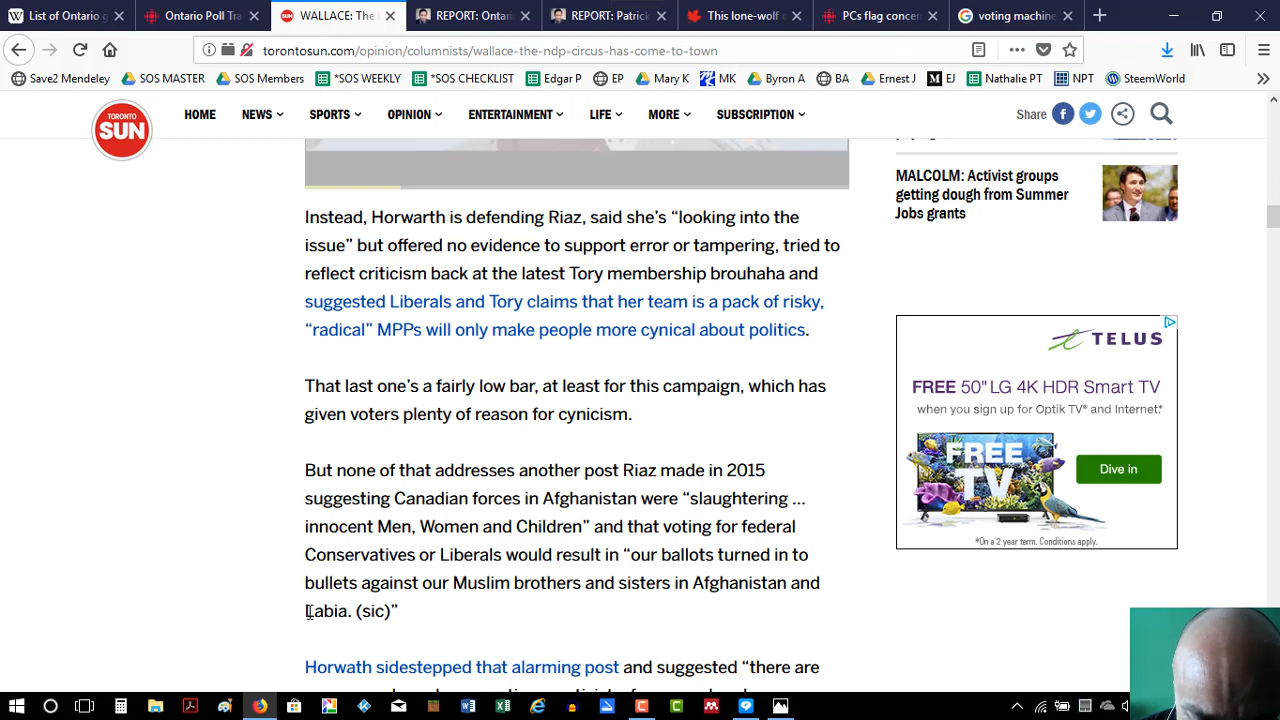 List of Ontario g
Ontario Poll Tra
SUN WALLACE: The
REPORT: Ontari
REPORT: Patrick
This lone-wolf
PCs flag concer
voting machine
torontosun.com/opinion/columnists/wallace-the-ndp-circus-has-come-to-town
Save2Mendeley SOS MASTER SOS Members *SOS WEEKLY *SOS CHECKLIST Edgar P EP Mary K MK Byron A BA Ernest J EJ Nathalie PT NPT SteemWorld
TORONTO
SUN
HOME NEWS SPORTS OPINION ENTERTAINMENT LIFE MORE SUBSCRIPTION Share
Instead, Horwarth is defending Riaz, said she's “looking into the
issue” but offered no evidence to support error or tampering, tried to
reflect criticism back at the latest Tory membership brouhaha and
suggested Liberals and Tory claims that her team is a pack of risky,
“radical” MPPs will only make people more cynical about politics.
That last one's a fairly low bar, at least for this campaign, which has
given voters plenty of reason for cynicism.
But none of that addresses another post Riaz made in 2015
suggesting Canadian forces in Afghanistan were “slaughtering ...
innocent Men, Women and Children” and that voting for federal
Conservatives or Liberals would result in “our ballots turned in to
bullets against our Muslim brothers and sisters in Afghanistan and
Labia. (sic)”
Horwath sidestepped that alarming post and suggested “there are
MALCOLM: Activist groups
getting dough from Summer
Jobs grants
TELUS
FREE 50" LG 4K HDR Smart TV
when you sign up for Optik TV® and Internet.*
FREE
TV
Dive in
*On a 2 year term. Conditions apply.